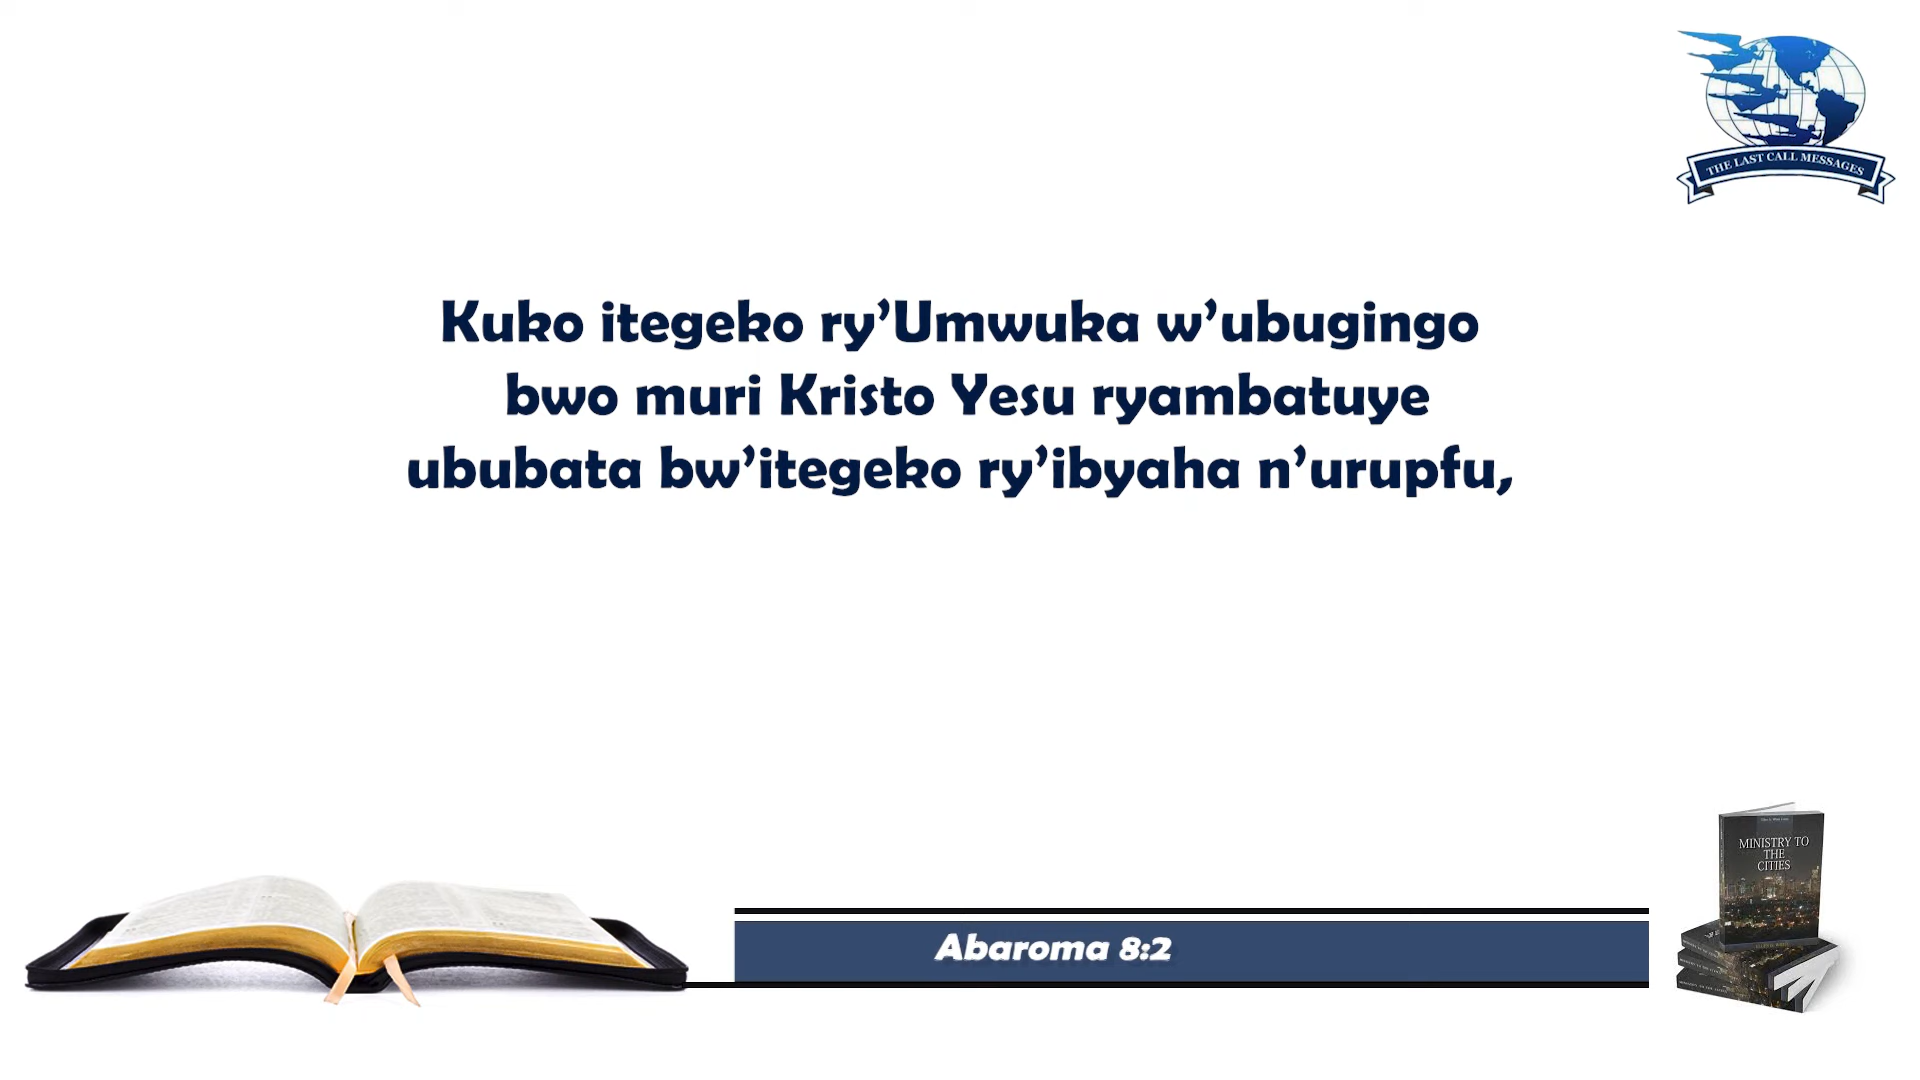 THE LAST CALL MESSAGES
Kuko itegeko ry’Umwuka w’ubugingo
bwo muri Kristo Yesu ryambatuye
ububata bw’itegeko ry’ibyaha n’urupfu,
MINISTRY TO
THE
CITIES
Abaroma 8:2